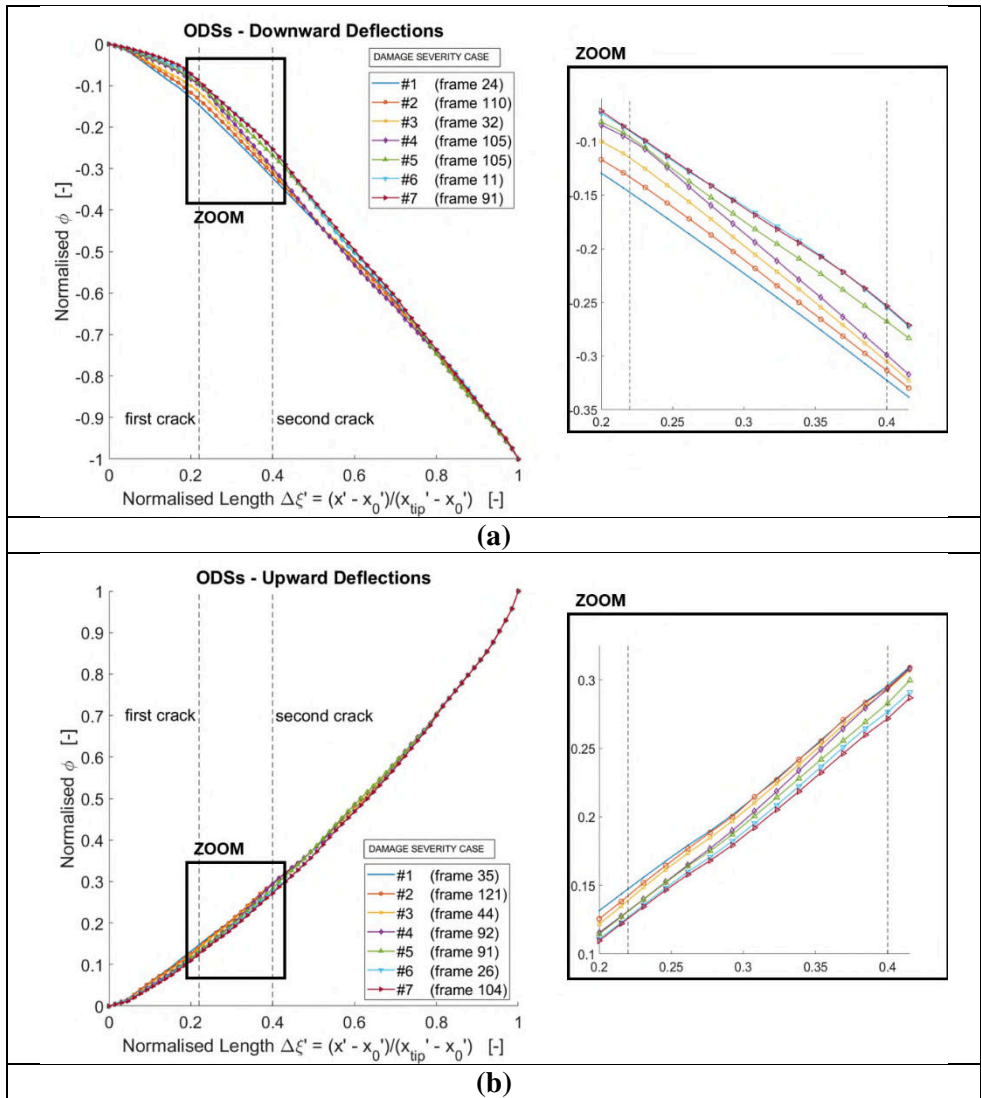 ODSs - Downward Deflections
Normalised ϕ [-]
0
-0.1
-0.2
-0.3
-0.4
-0.5
-0.6
-0.7
-0.8
-0.9
-1
0 0.2 0.4 0.6 0.8 1
Normalised Length Δξ' = (x' - x₀')/(x_tip' - x₀') [-]
first crack
second crack
ZOOM
DAMAGE SEVERITY CASE
#1 (frame 24)
#2 (frame 110)
#3 (frame 32)
#4 (frame 105)
#5 (frame 105)
#6 (frame 11)
#7 (frame 91)
ZOOM
-0.1
-0.15
-0.2
-0.25
-0.3
-0.35
0.2 0.25 0.3 0.35 0.4
(a)
ODSs - Upward Deflections
Normalised ϕ [-]
1
0.9
0.8
0.7
0.6
0.5
0.4
0.3
0.2
0.1
0
0 0.2 0.4 0.6 0.8 1
Normalised Length Δξ' = (x' - x₀')/(x_tip' - x₀') [-]
first crack
second crack
ZOOM
DAMAGE SEVERITY CASE
#1 (frame 35)
#2 (frame 121)
#3 (frame 44)
#4 (frame 92)
#5 (frame 91)
#6 (frame 26)
#7 (frame 104)
ZOOM
0.3
0.25
0.2
0.15
0.1
0.2 0.25 0.3 0.35 0.4
(b)